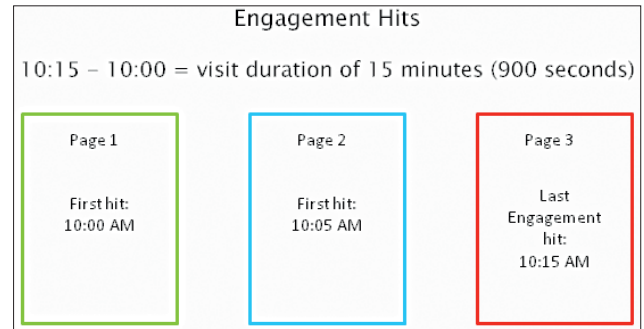 Engagement Hits
10:15 – 10:00 = visit duration of 15 minutes (900 seconds)
Page 1
First hit:
10:00 AM
Page 2
First hit:
10:05 AM
Page 3
Last
Engagement
hit:
10:15 AM